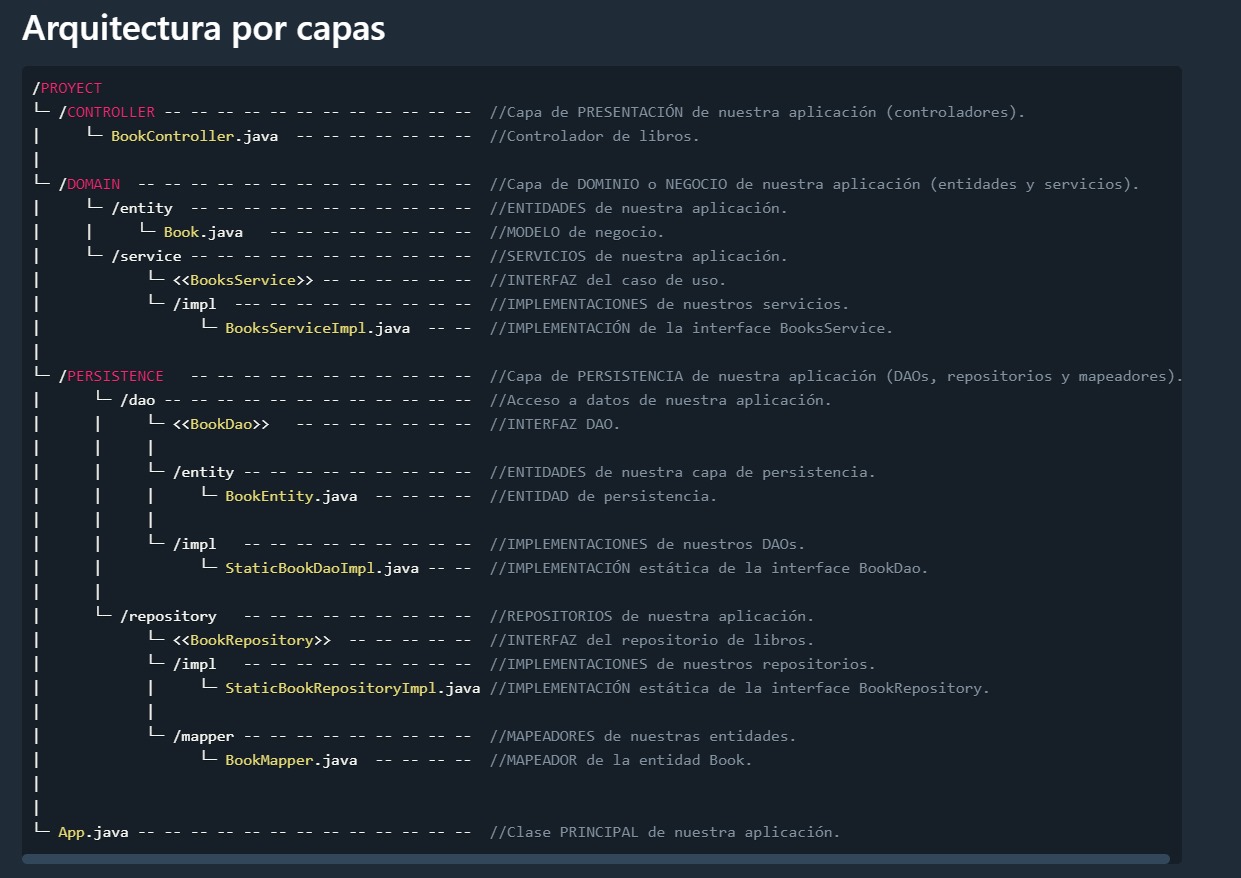 Arquitectura por capas
/PROYECT
└─ /CONTROLLER -- -- -- -- -- -- -- -- -- -- -- -- //Capa de PRESENTACIÓN de nuestra aplicación (controladores).
|     └─ BookController.java  -- -- -- -- -- -- -- //Controlador de libros.
|
└─ /DOMAIN  -- -- -- -- -- -- -- -- -- -- -- -- -- //Capa de DOMINIO o NEGOCIO de nuestra aplicación (entidades y servicios).
|     └─ /entity  -- -- -- -- -- -- -- -- -- -- -- //ENTIDADES de nuestra aplicación.
|     |     └─ Book.java   -- -- -- -- -- -- -- -- //MODELO de negocio.
|     └─ /service -- -- -- -- -- -- -- -- -- -- -- //SERVICIOS de nuestra aplicación.
|            └─ <<BooksService>> -- -- -- -- -- -- //INTERFAZ del caso de uso.
|            └─ /impl  --- -- -- -- -- -- -- -- -- //IMPLEMENTACIONES de nuestros servicios.
|                  └─ BooksServiceImpl.java  -- -- //IMPLEMENTACIÓN de la interface BooksService.
|
└─ /PERSISTENCE   -- -- -- -- -- -- -- -- -- -- -- //Capa de PERSISTENCIA de nuestra aplicación (DAOs, repositorios y mapeadores).
|      └─ /dao -- -- -- -- -- -- -- -- -- -- -- -- //Acceso a datos de nuestra aplicación.
|      |     └─ <<BookDao>>   -- -- -- -- -- -- -- //INTERFAZ DAO.
|      |     |
|      |     └─ /entity -- -- -- -- -- -- -- -- -- //ENTIDADES de nuestra capa de persistencia.
|      |     |     └─ BookEntity.java  -- -- -- -- //ENTIDAD de persistencia.
|      |     |
|      |     └─ /impl   -- -- -- -- -- -- -- -- -- //IMPLEMENTACIONES de nuestros DAOs.
|      |           └─ StaticBookDaoImpl.java -- -- //IMPLEMENTACIÓN estática de la interface BookDao.
|      |
|      └─ /repository   -- -- -- -- -- -- -- -- -- //REPOSITORIOS de nuestra aplicación.
|            └─ <<BookRepository>>  -- -- -- -- -- //INTERFAZ del repositorio de libros.
|            └─ /impl   -- -- -- -- -- -- -- -- -- //IMPLEMENTACIONES de nuestros repositorios.
|            |     └─ StaticBookRepositoryImpl.java //IMPLEMENTACIÓN estática de la interface BookRepository.
|            |
|            └─ /mapper -- -- -- -- -- -- -- -- -- //MAPEADORES de nuestras entidades.
|                  └─ BookMapper.java  -- -- -- -- //MAPEADOR de la entidad Book.
|
|
└─ App.java -- -- -- -- -- -- -- -- -- -- -- -- -- //Clase PRINCIPAL de nuestra aplicación.